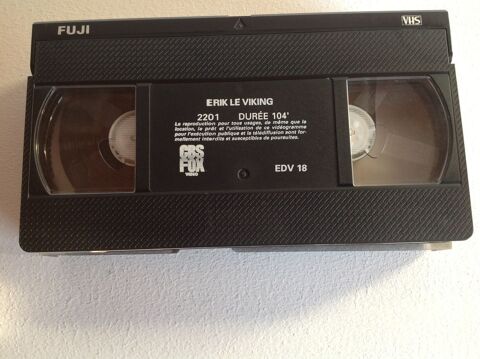 FUJI
VHS
ERIK LE VIKING
2201 DURÉE 104'
La reproduction pour tous usages, de même que la
location, le prêt et l'utilisation de ce vidéogramme
pour l'exécution publique et la télédiffusion sont for-
mellement interdits et susceptibles de poursuites.
CBS
FOX
VIDEO
EDV 18